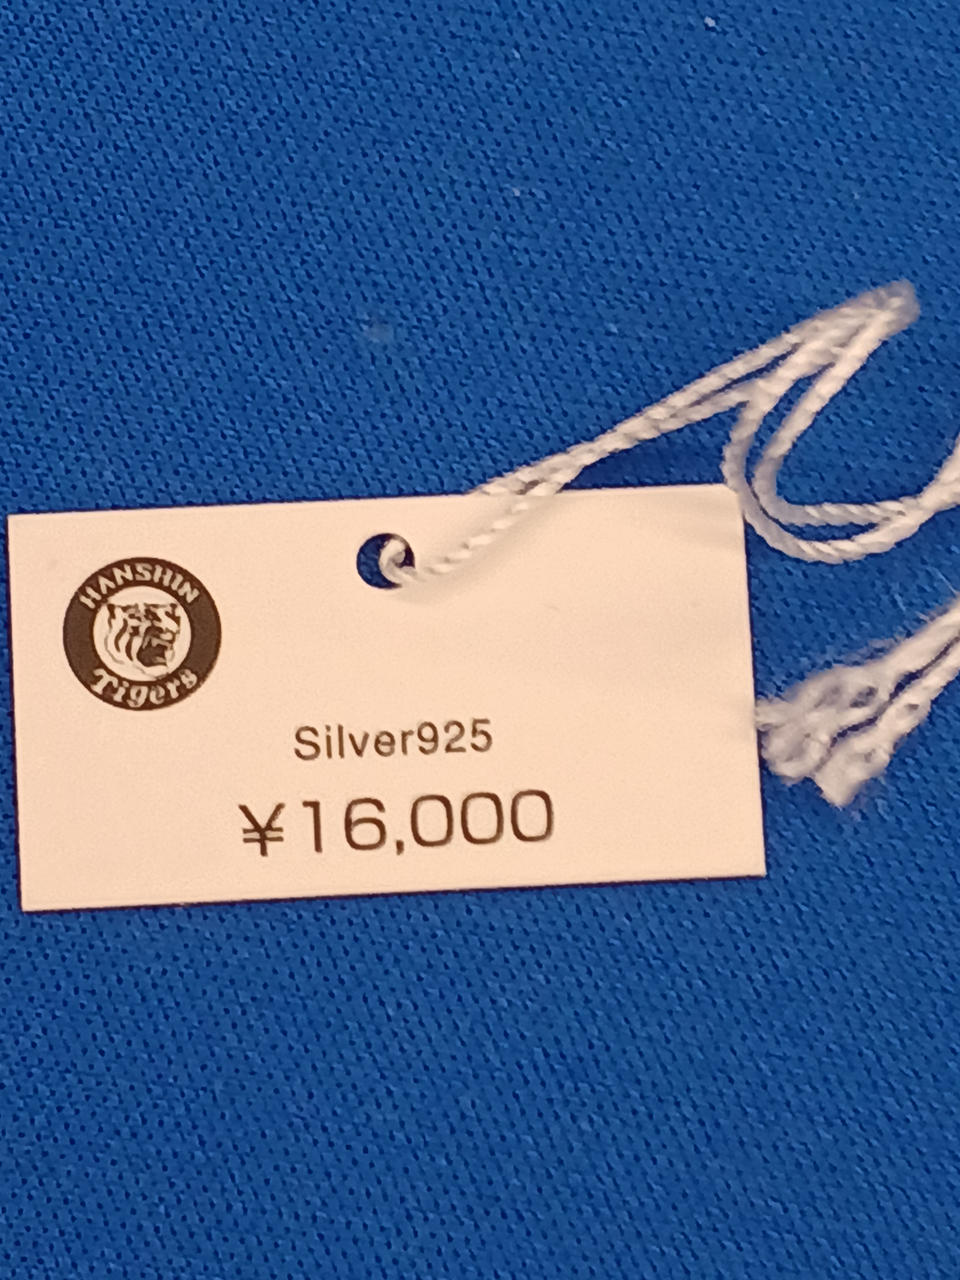 HANSHIN
Tigers
Silver925
¥16,000